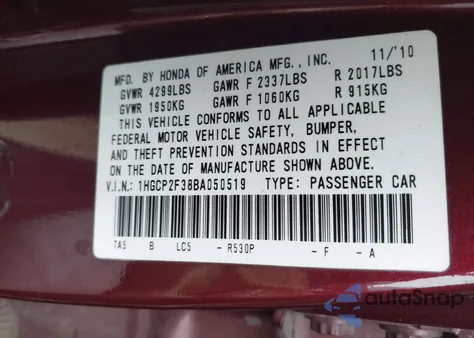 MFD. BY HONDA OF AMERICA MFG., INC. 11/10
GVWR 4299LBS GAWR F 2337LBS R 2017LBS
GVWR 1950KG GAWR F 1060KG R 915KG
THIS VEHICLE CONFORMS TO ALL APPLICABLE
FEDERAL MOTOR VEHICLE SAFETY, BUMPER,
AND THEFT PREVENTION STANDARDS IN EFFECT
ON THE DATE OF MANUFACTURE SHOWN ABOVE.
V.I.N.: 1HGCP2F38BA050519 TYPE: PASSENGER CAR
TA5 B LC5 - R530P - F - A
autoSnap